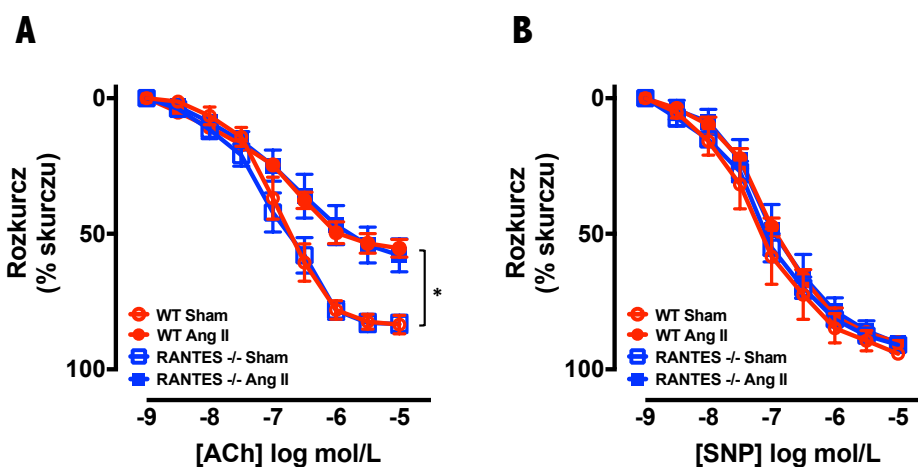 A
0
50
100
Rozkurcz
(% skurczu)
*
WT Sham
WT Ang II
RANTES -/- Sham
RANTES -/- Ang II
-9 -8 -7 -6 -5
[ACh] log mol/L
B
0
50
100
Rozkurcz
(% skurczu)
WT Sham
WT Ang II
RANTES -/- Sham
RANTES -/- Ang II
-9 -8 -7 -6 -5
[SNP] log mol/L